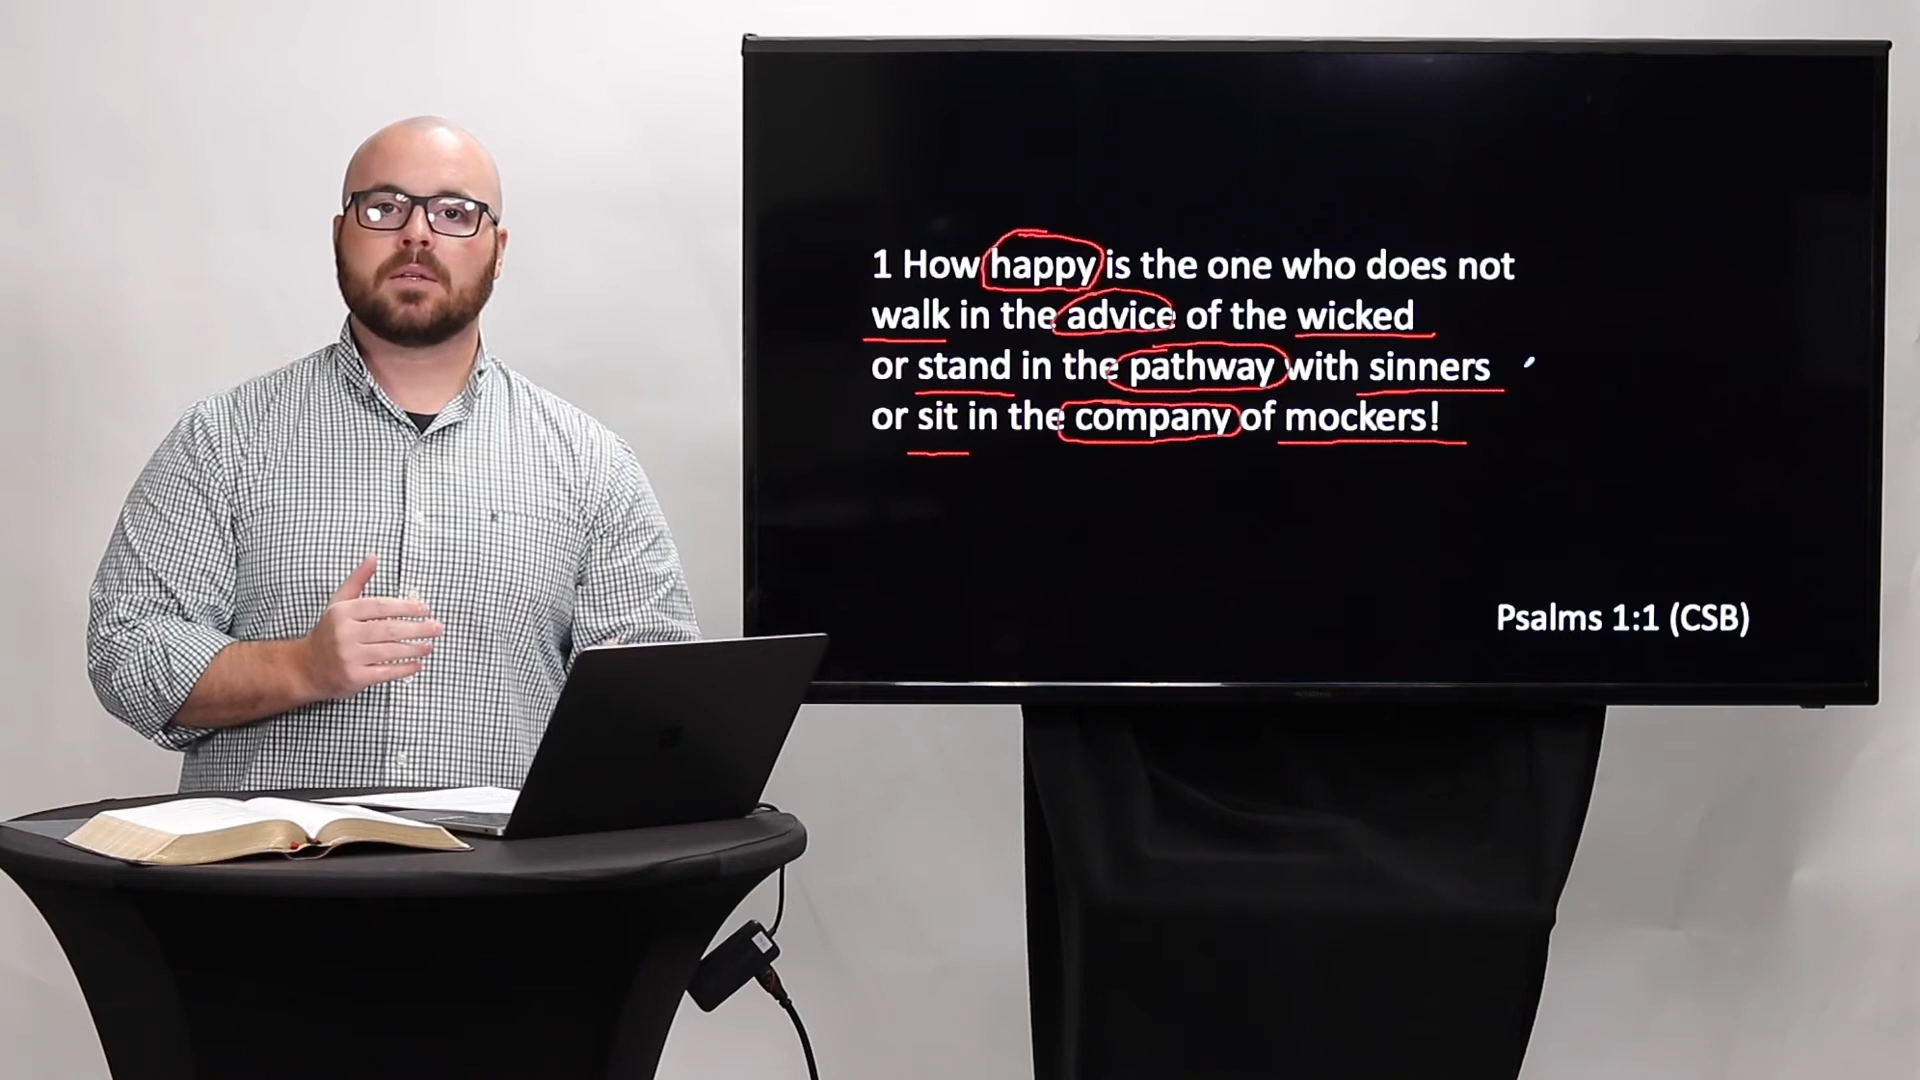 1 How happy is the one who does not
walk in the advice of the wicked
or stand in the pathway with sinners
or sit in the company of mockers!
Psalms 1:1 (CSB)